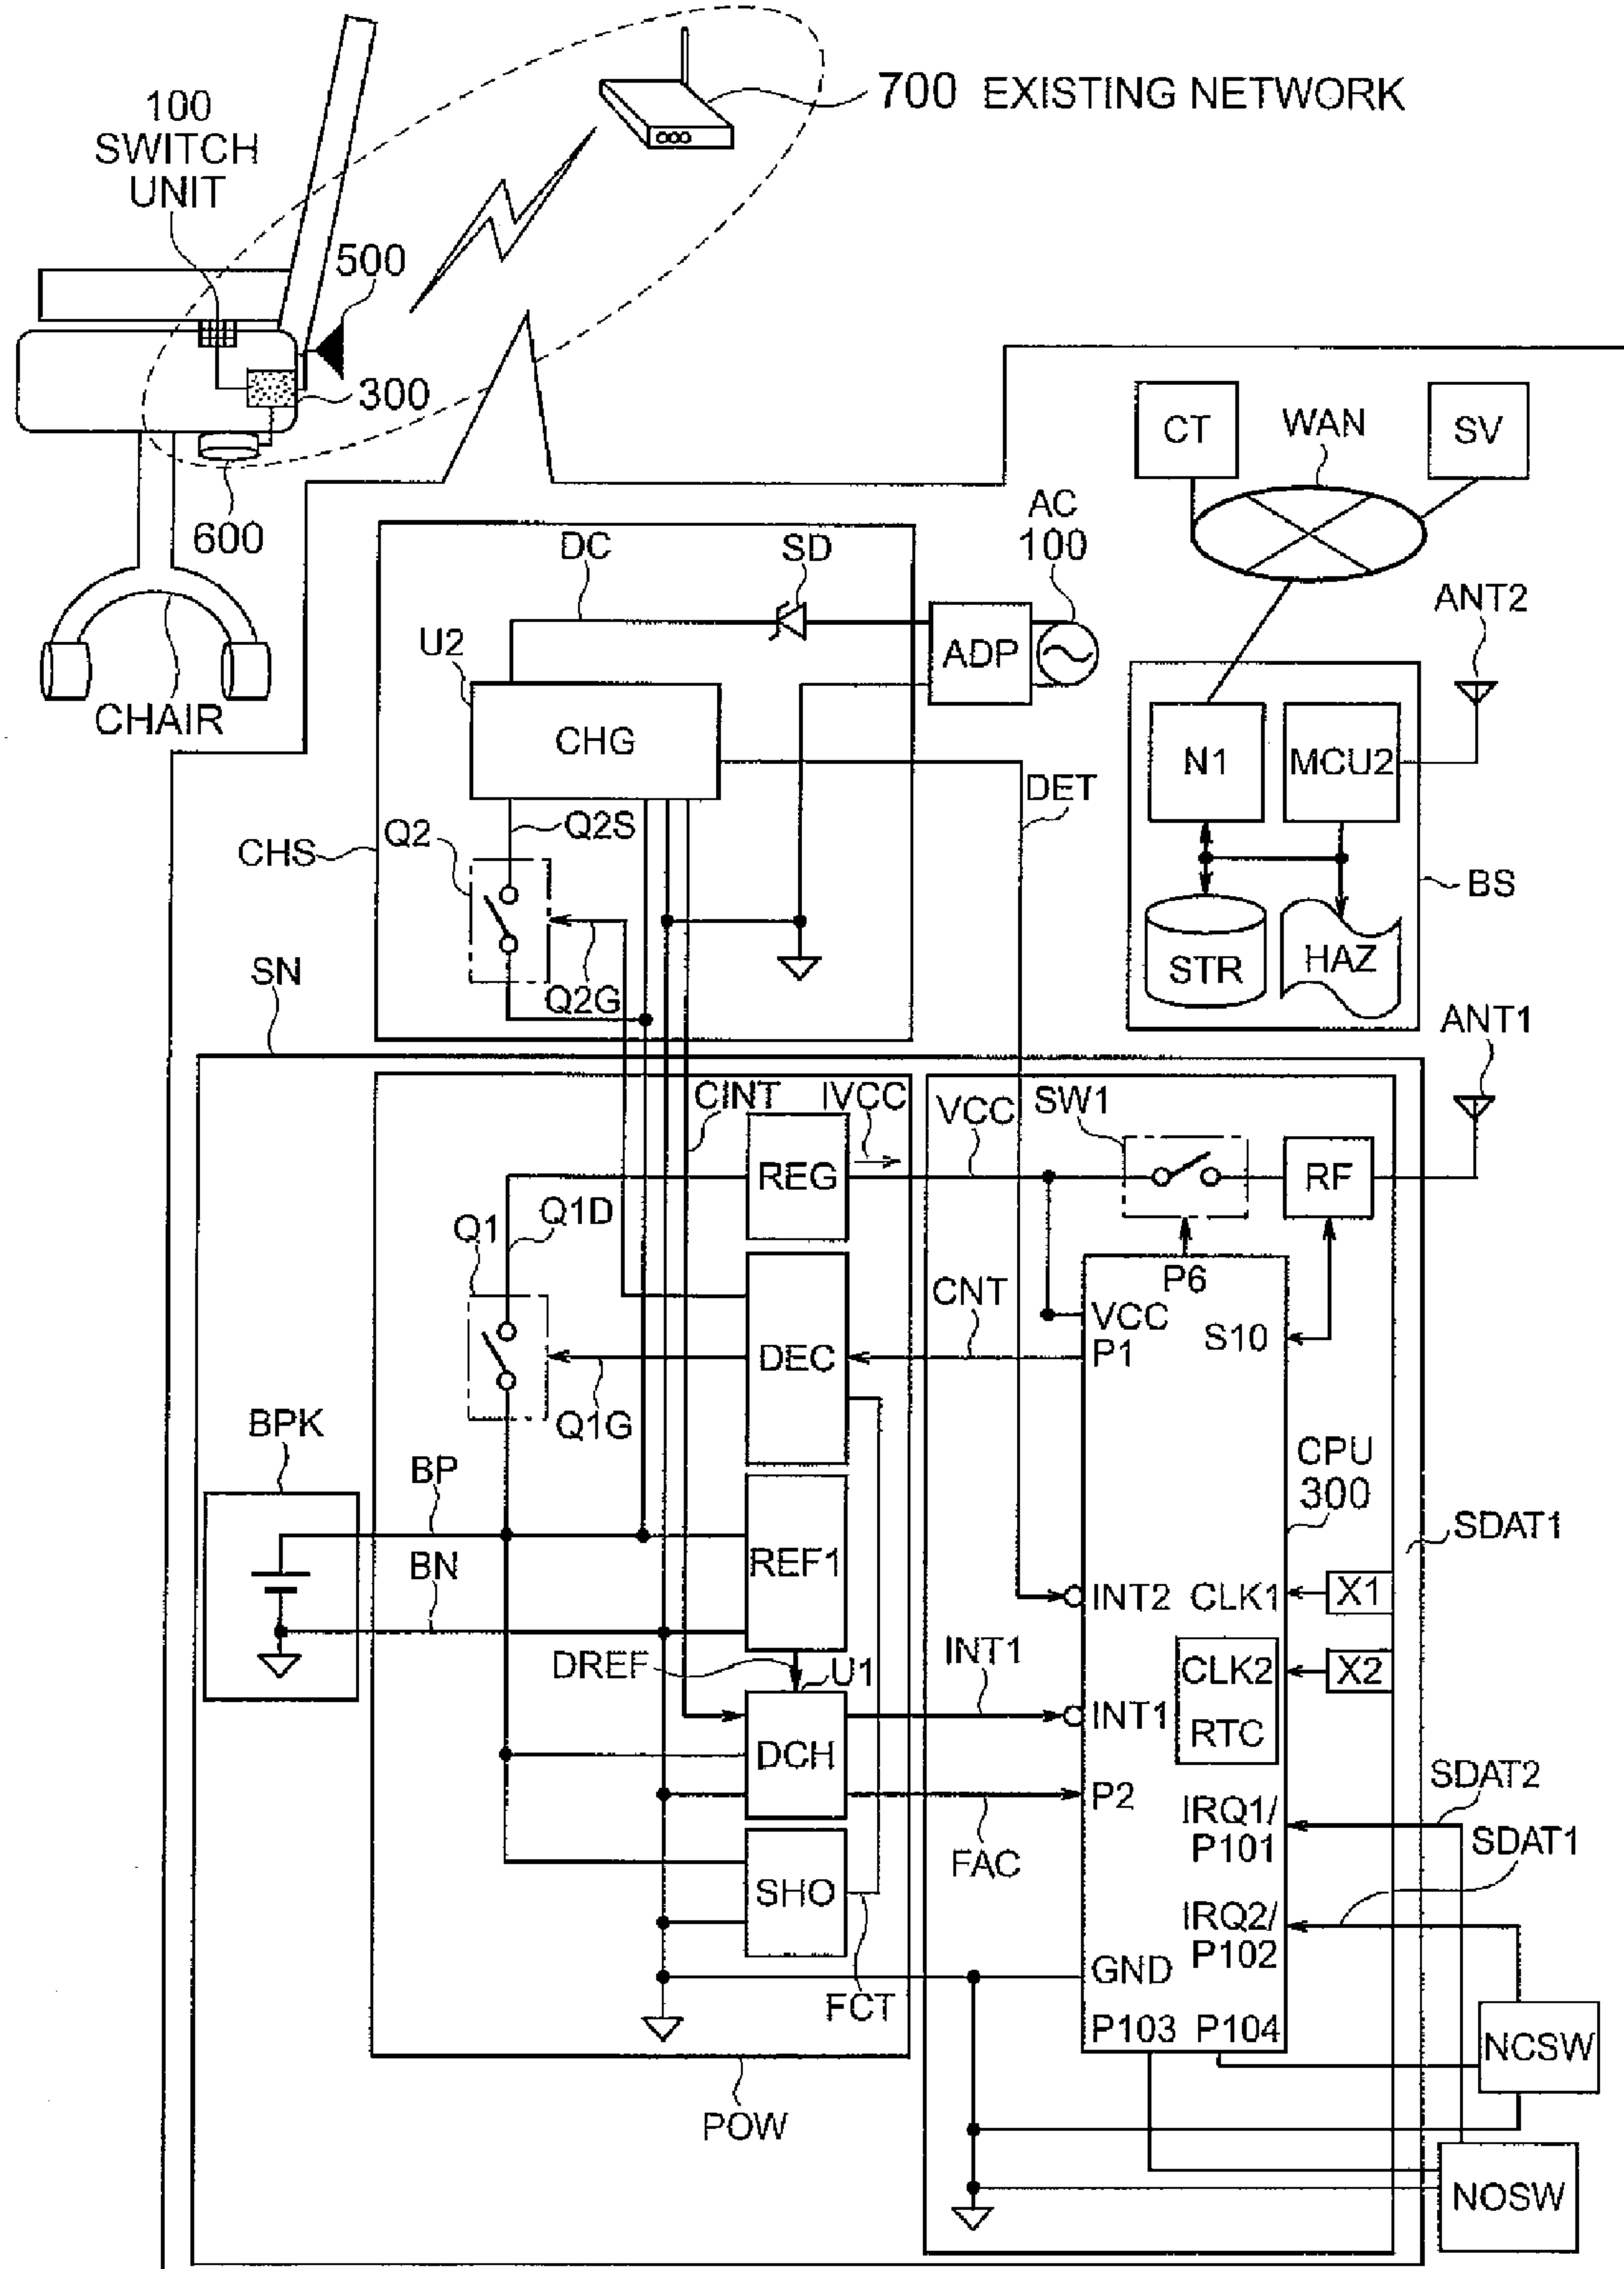 700 EXISTING NETWORK
100
SWITCH
UNIT
500
300
600
CHAIR
CT
WAN
SV
AC
100
DC
SD
ADP
ANT2
U2
CHG
N1
MCU2
DET
Q2
Q2S
CHS
BS
STR
HAZ
Q2G
SN
ANT1
CINT
IVCC
VCC
SW1
REG
RF
Q1
Q1D
P6
CNT
VCC
P1
S10
DEC
Q1G
BPK
BP
CPU
300
SDAT1
BN
REF1
INT2
CLK1
X1
DREF
U1
INT1
CLK2
X2
INT1
RTC
DCH
P2
SDAT2
IRQ1/
P101
SDAT1
FAC
SHO
IRQ2/
P102
GND
FCT
P103
P104
NCSW
POW
NOSW